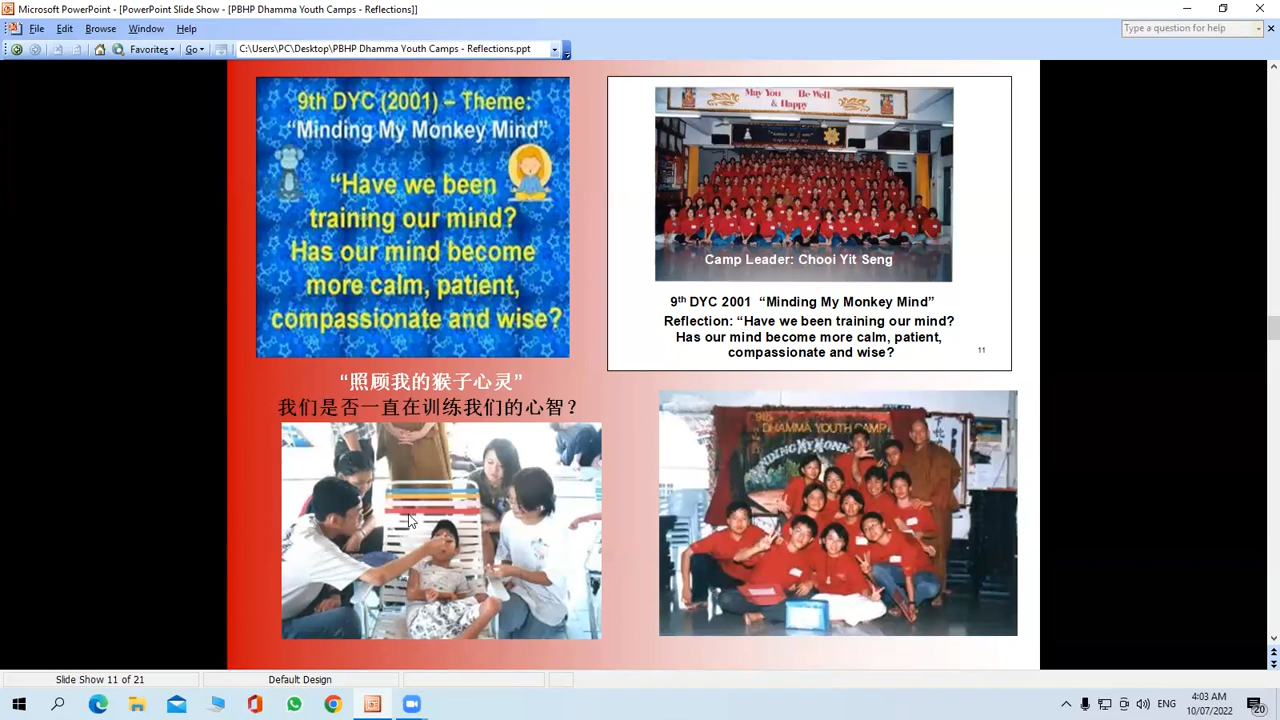 Microsoft PowerPoint - [PowerPoint Slide Show - [PBHP Dhamma Youth Camps - Reflections]]
File Edit Browse Window Help
Type a question for help
Favorites Go C:\Users\PC\Desktop\PBHP Dhamma Youth Camps - Reflections.ppt
9th DYC (2001) – Theme:
“Minding My Monkey Mind”
“Have we been
training our mind?
Has our mind become
more calm, patient,
compassionate and wise?
May You Be Well
& Happy
Camp Leader: Chooi Yit Seng
9th DYC 2001 “Minding My Monkey Mind”
Reflection: “Have we been training our mind?
Has our mind become more calm, patient,
compassionate and wise?
11
“照顾我的猴子心灵”
我们是否一直在训练我们的心智？
DHAMMA YOUTH CAMP
MINDING MY MONK
Slide Show 11 of 21
Default Design
ENG
4:03 AM
10/07/2022
20